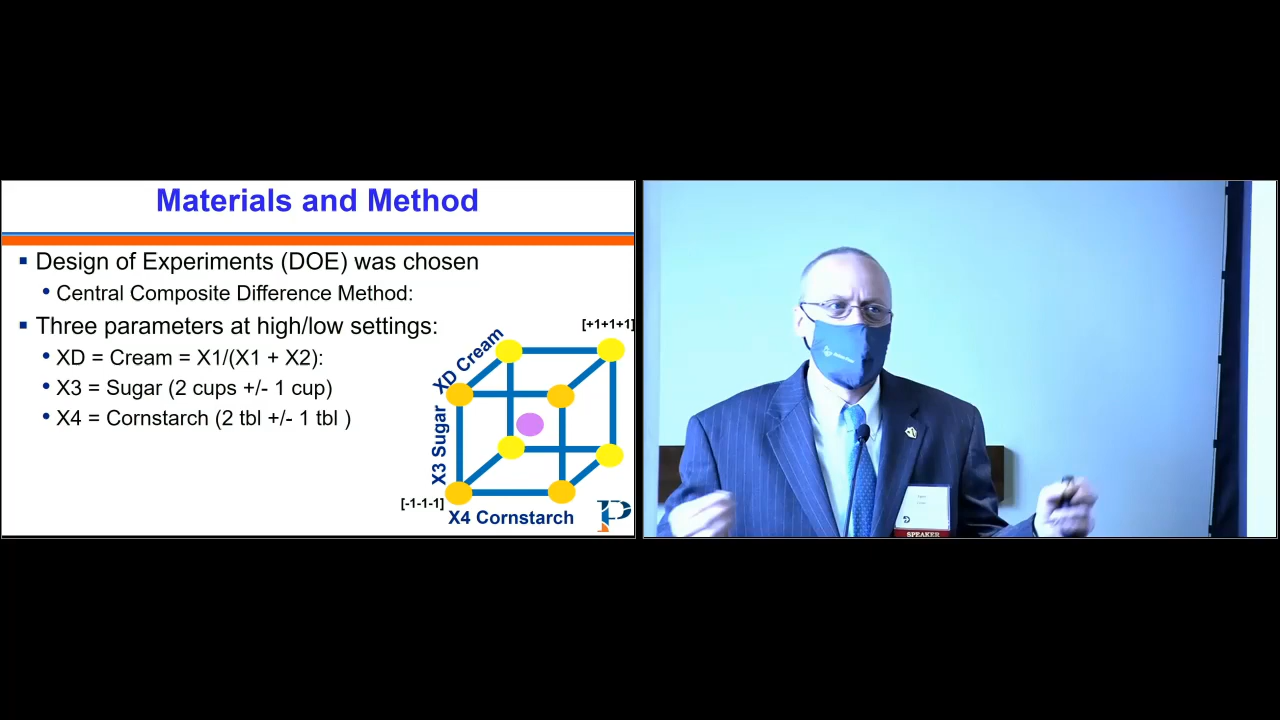 Materials and Method
Design of Experiments (DOE) was chosen
Central Composite Difference Method:
Three parameters at high/low settings:
XD = Cream = X1/(X1 + X2):
X3 = Sugar (2 cups +/- 1 cup)
X4 = Cornstarch (2 tbl +/- 1 tbl )
[+1+1+1]
XD Cream
X3 Sugar
[-1-1-1]
X4 Cornstarch
P
SPEAKER